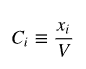 C_i ≡ x_i / V